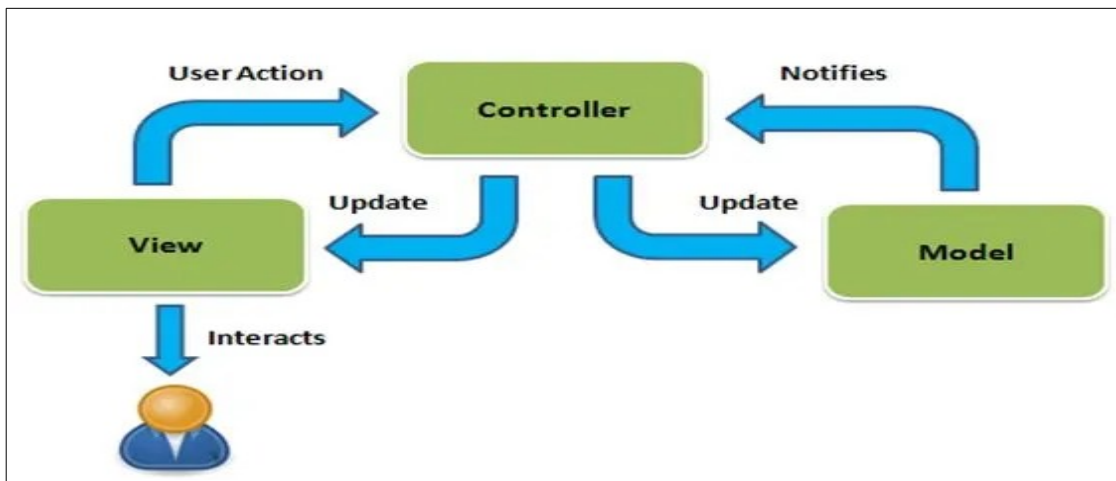 User Action
Controller
Notifies
Update
Update
View
Model
Interacts